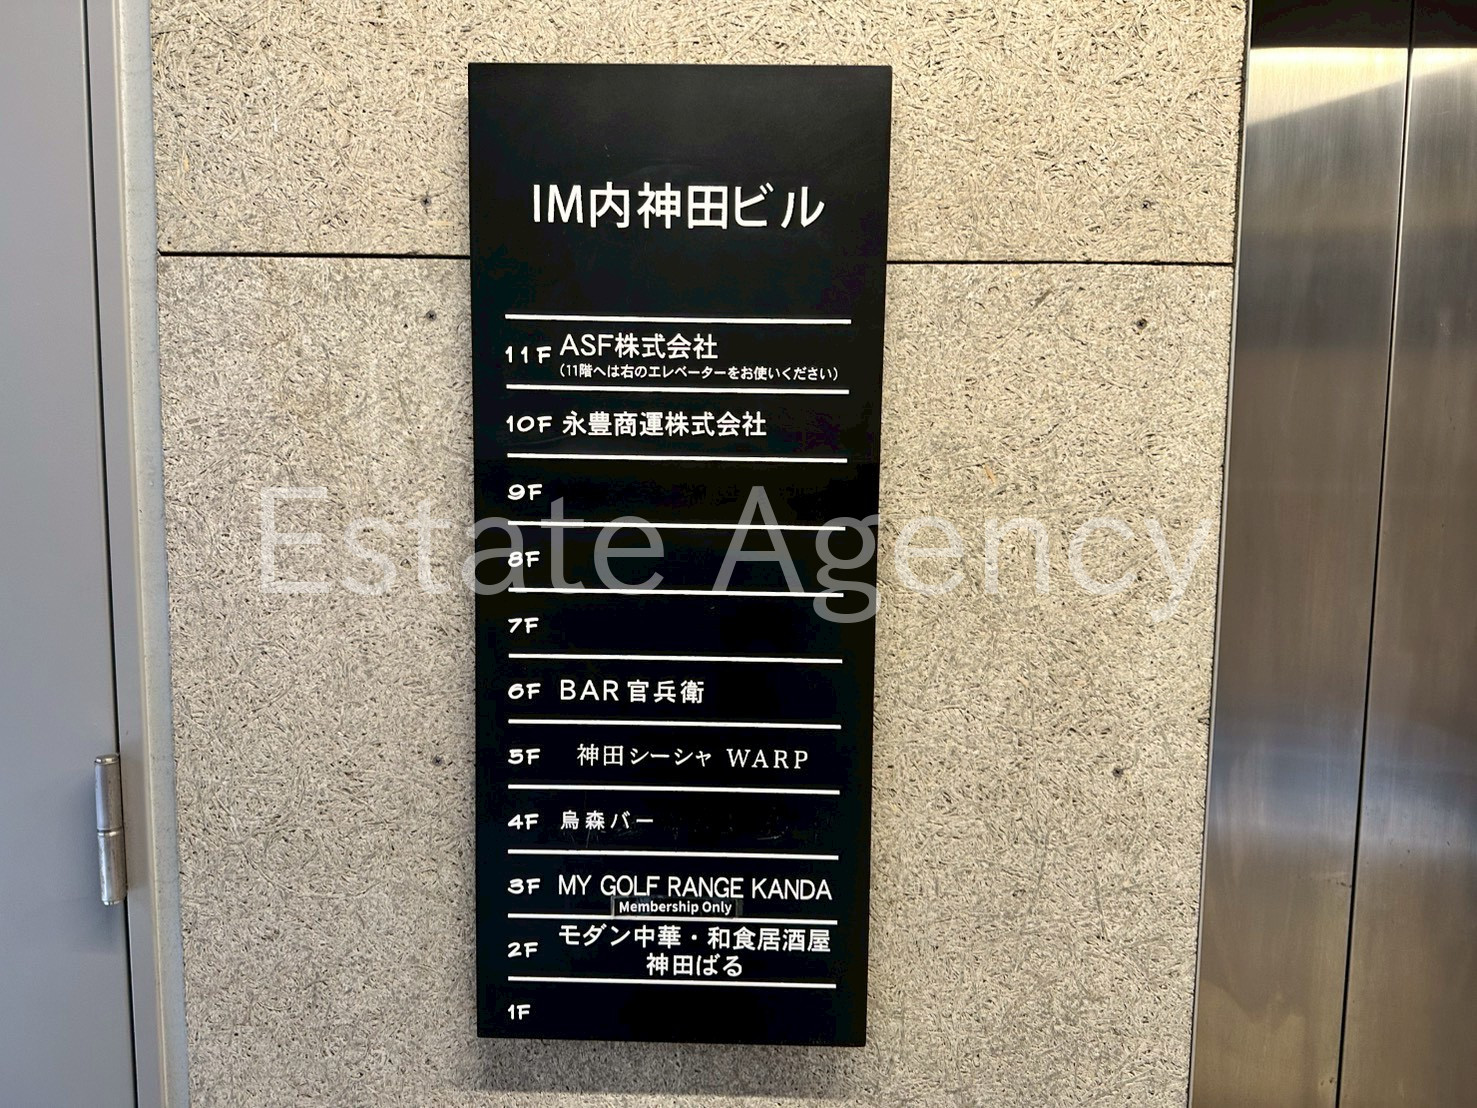 IM内神田ビル
11F ASF株式会社
(11階へは右のエレベーターをお使いください)
10F 永豊商運株式会社
9F
Estate Agency
8F
7F
6F BAR 官兵衛
5F 神田シーシャ WARP
4F 烏森バー
3F MY GOLF RANGE KANDA
Membership Only
2F モダン中華・和食居酒屋
神田ばる
1F